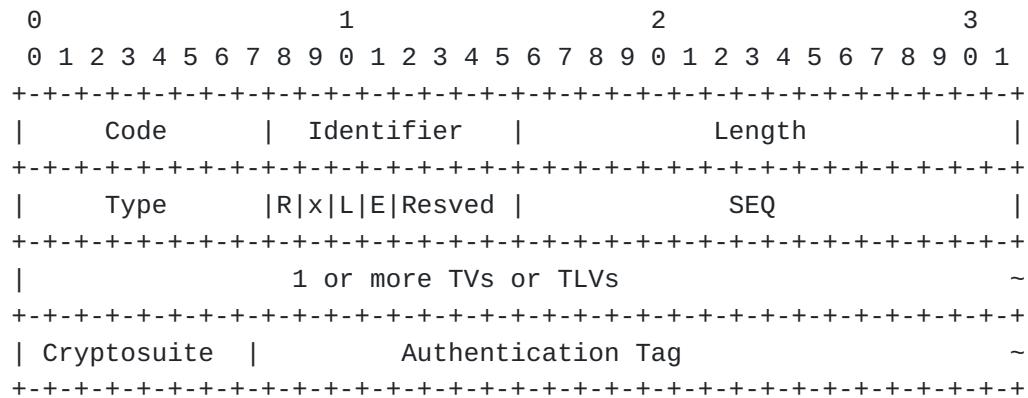 0                   1                   2                   3
 0 1 2 3 4 5 6 7 8 9 0 1 2 3 4 5 6 7 8 9 0 1 2 3 4 5 6 7 8 9 0 1
+-+-+-+-+-+-+-+-+-+-+-+-+-+-+-+-+-+-+-+-+-+-+-+-+-+-+-+-+-+-+-+-+
|     Code      |  Identifier   |            Length             |
+-+-+-+-+-+-+-+-+-+-+-+-+-+-+-+-+-+-+-+-+-+-+-+-+-+-+-+-+-+-+-+-+
|     Type      |R|x|L|E|Resved |             SEQ               |
+-+-+-+-+-+-+-+-+-+-+-+-+-+-+-+-+-+-+-+-+-+-+-+-+-+-+-+-+-+-+-+-+
|                 1 or more TVs or TLVs                         ~
+-+-+-+-+-+-+-+-+-+-+-+-+-+-+-+-+-+-+-+-+-+-+-+-+-+-+-+-+-+-+-+-+
| Cryptosuite  |         Authentication Tag                     ~
+-+-+-+-+-+-+-+-+-+-+-+-+-+-+-+-+-+-+-+-+-+-+-+-+-+-+-+-+-+-+-+-+